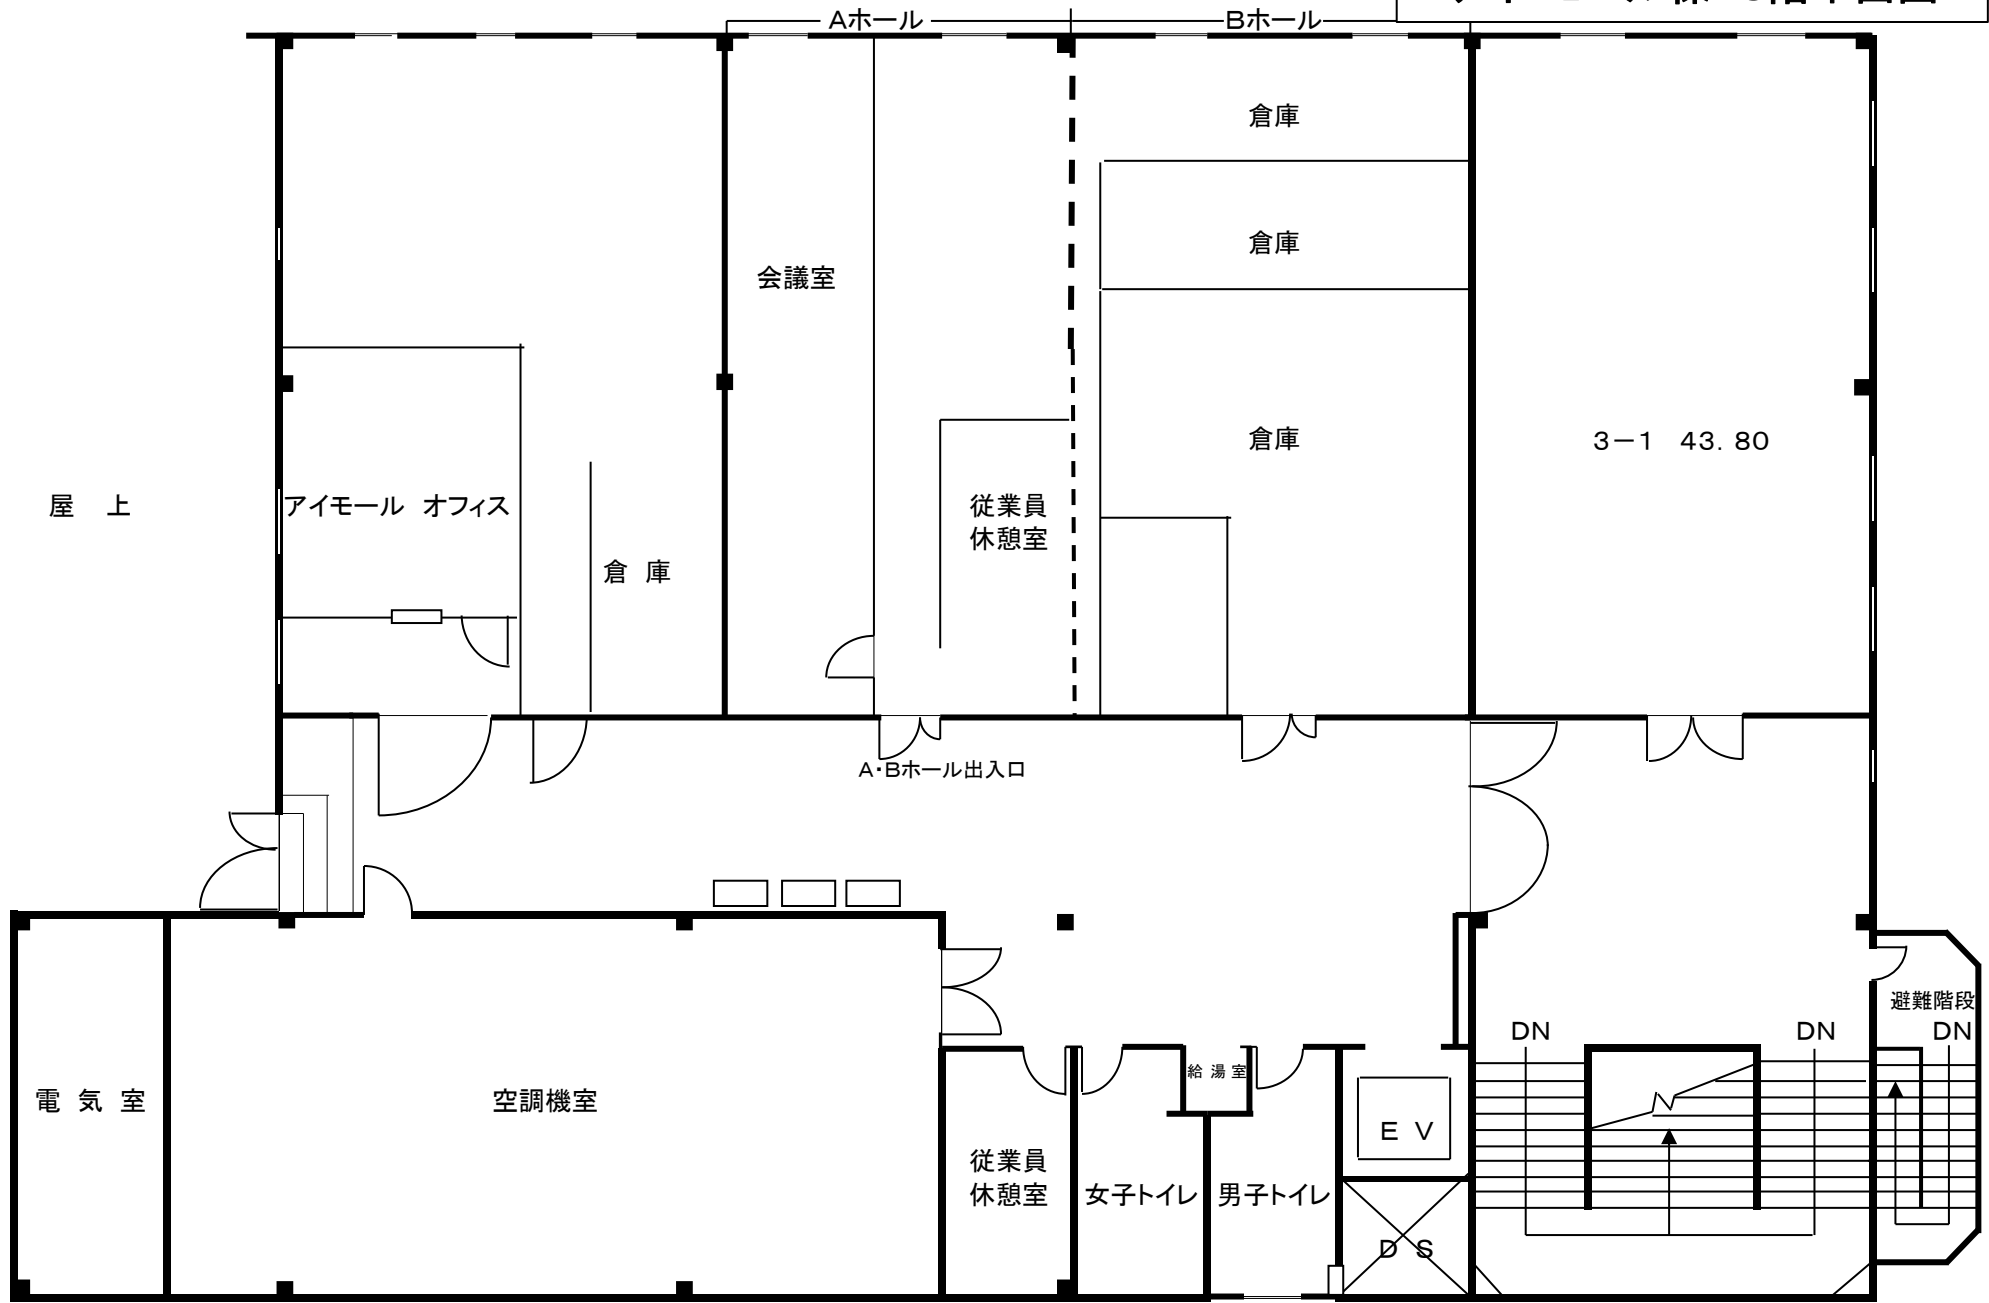 Aホール
Bホール
倉庫
倉庫
会議室
倉庫
3-1　43.80
屋　上
アイモール　オフィス
従業員
休憩室
倉　庫
A・Bホール出入口
避難階段
DN
DN
DN
給 湯 室
電 気 室
空調機室
E V
従業員
休憩室
女子トイレ
男子トイレ
D S